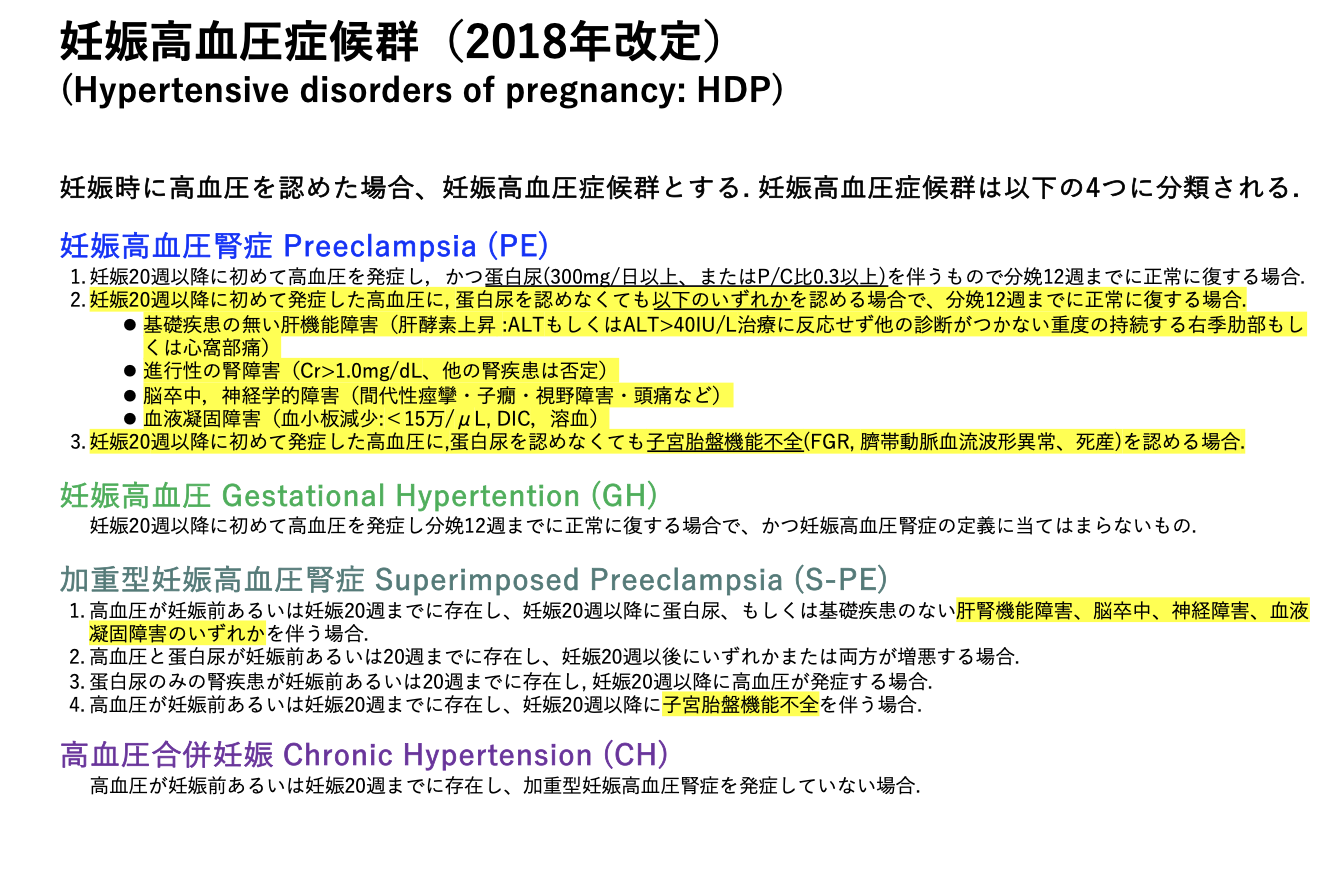 妊娠高血圧症候群（2018年改定）
(Hypertensive disorders of pregnancy: HDP)
妊娠時に高血圧を認めた場合、妊娠高血圧症候群とする. 妊娠高血圧症候群は以下の4つに分類される.
妊娠高血圧腎症 Preeclampsia (PE)
1. 妊娠20週以降に初めて高血圧を発症し，かつ蛋白尿(300mg/日以上、またはP/C比0.3以上)を伴うもので分娩12週までに正常に復する場合.
2. 妊娠20週以降に初めて発症した高血圧に, 蛋白尿を認めなくても以下のいずれかを認める場合で、分娩12週までに正常に復する場合.
● 基礎疾患の無い肝機能障害（肝酵素上昇 :ALTもしくはALT>40IU/L治療に反応せず他の診断がつかない重度の持続する右季肋部もし
くは心窩部痛）
● 進行性の腎障害（Cr>1.0mg/dL、他の腎疾患は否定）
● 脳卒中，神経学的障害（間代性痙攣・子癇・視野障害・頭痛など）
● 血液凝固障害（血小板減少:＜15万/μL, DIC，溶血）
3. 妊娠20週以降に初めて発症した高血圧に,蛋白尿を認めなくても子宮胎盤機能不全(FGR, 臍帯動脈血流波形異常、死産)を認める場合.
妊娠高血圧 Gestational Hypertention (GH)
妊娠20週以降に初めて高血圧を発症し分娩12週までに正常に復する場合で、かつ妊娠高血圧腎症の定義に当てはまらないもの.
加重型妊娠高血圧腎症 Superimposed Preeclampsia (S-PE)
1. 高血圧が妊娠前あるいは妊娠20週までに存在し、妊娠20週以降に蛋白尿、もしくは基礎疾患のない肝腎機能障害、脳卒中、神経障害、血液
凝固障害のいずれかを伴う場合.
2. 高血圧と蛋白尿が妊娠前あるいは20週までに存在し、妊娠20週以後にいずれかまたは両方が増悪する場合.
3. 蛋白尿のみの腎疾患が妊娠前あるいは20週までに存在し, 妊娠20週以降に高血圧が発症する場合.
4. 高血圧が妊娠前あるいは妊娠20週までに存在し、妊娠20週以降に子宮胎盤機能不全を伴う場合.
高血圧合併妊娠 Chronic Hypertension (CH)
高血圧が妊娠前あるいは妊娠20週までに存在し、加重型妊娠高血圧腎症を発症していない場合.